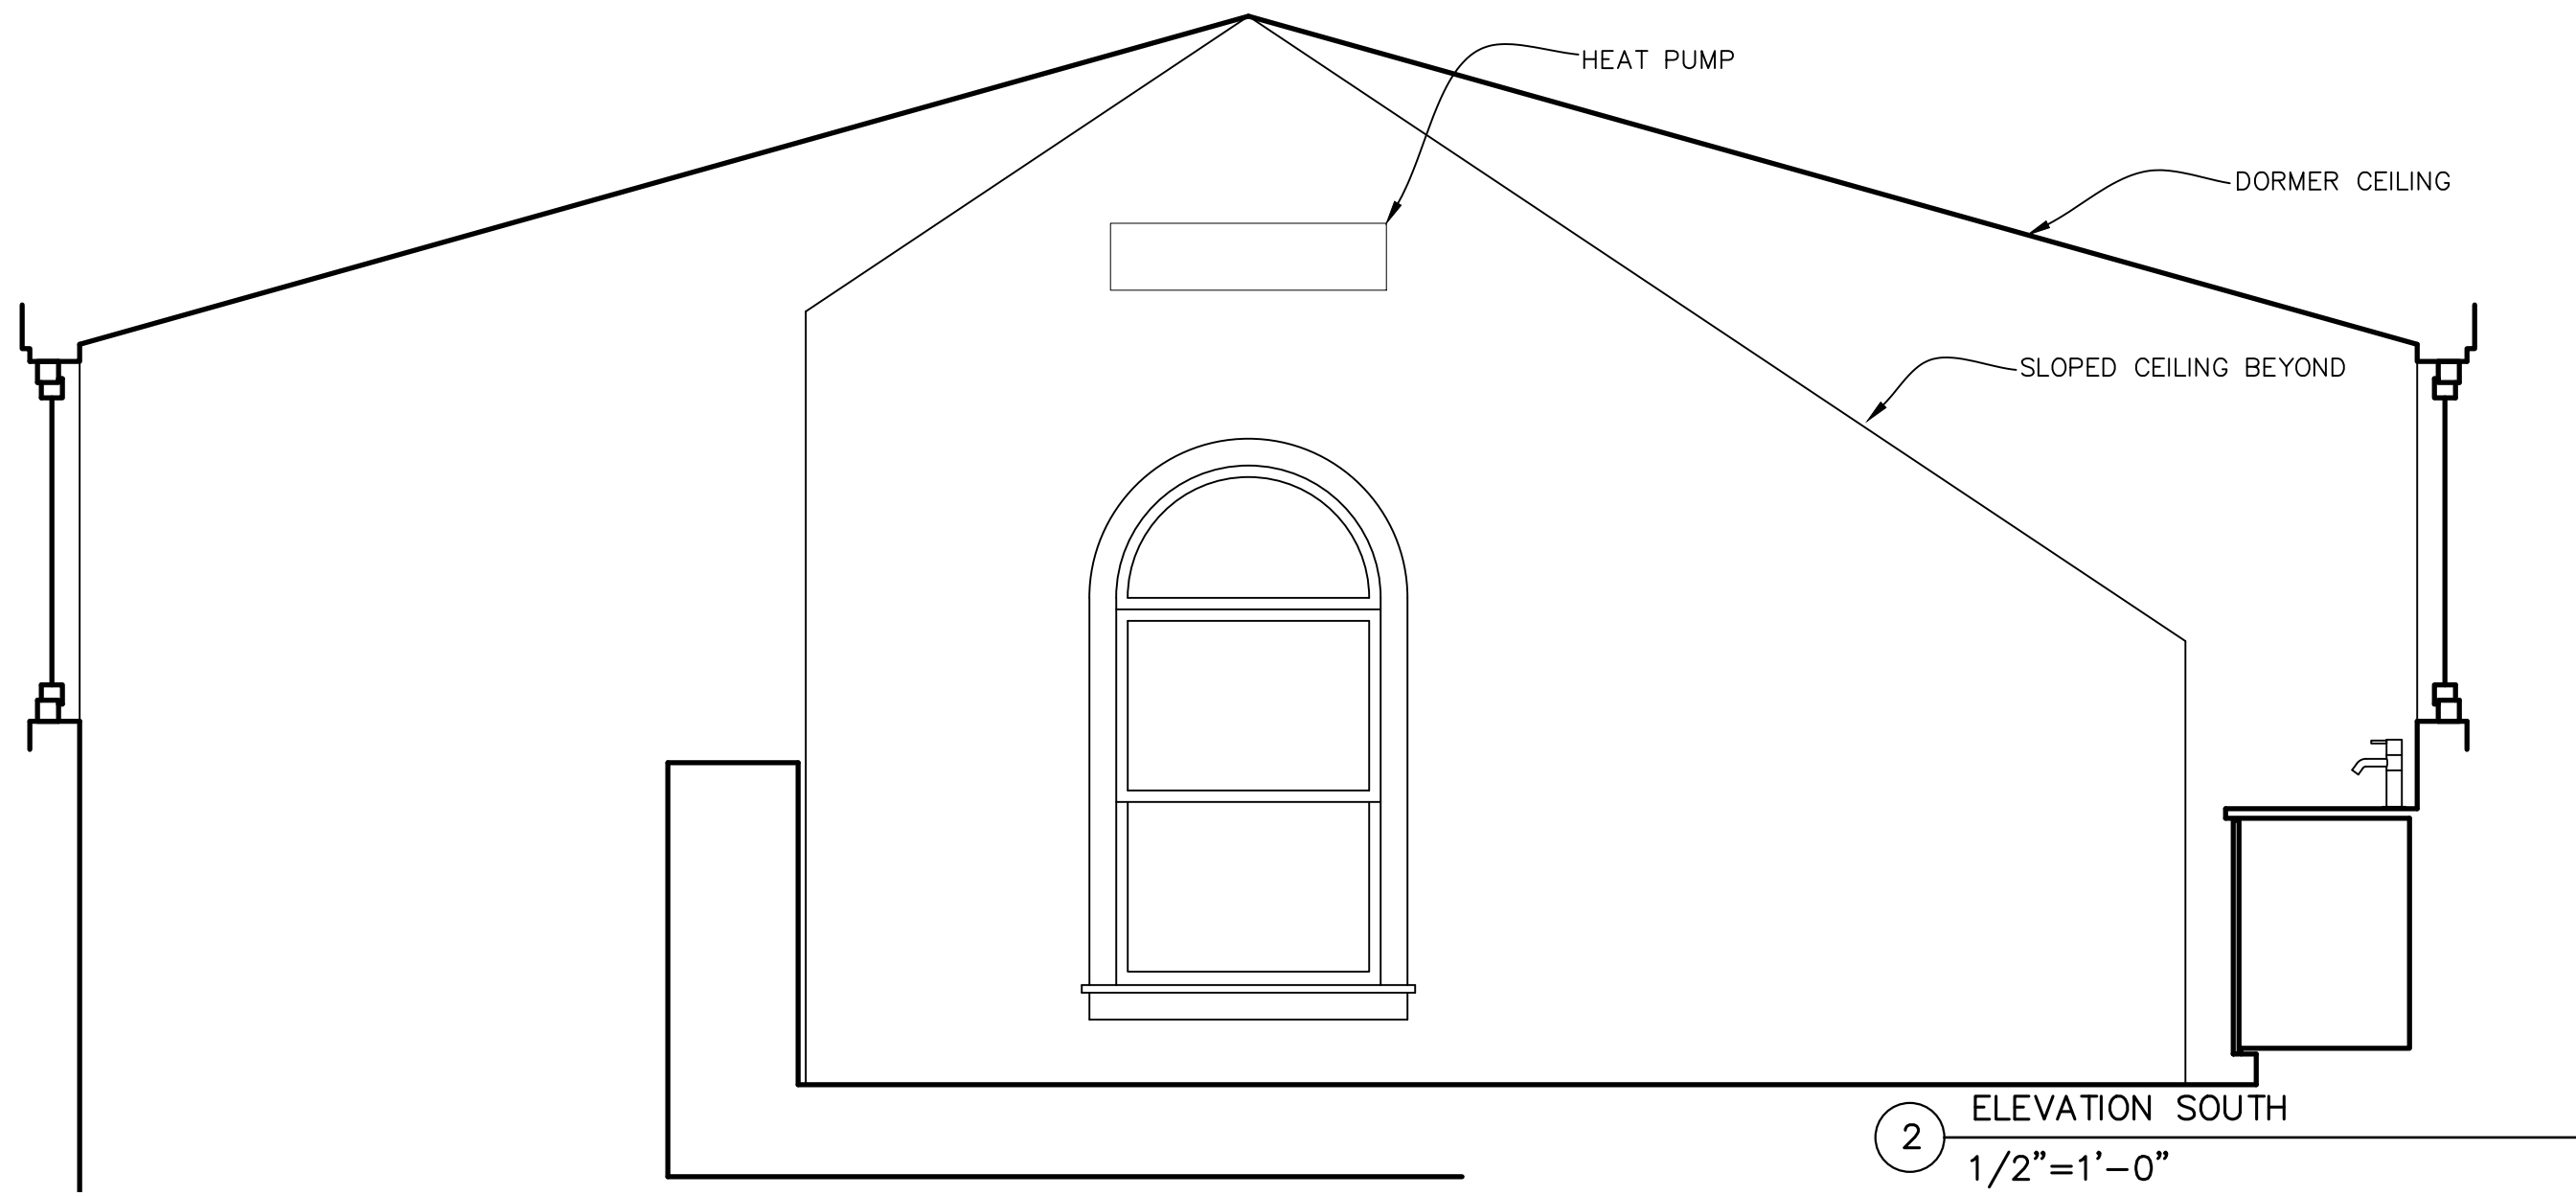 HEAT PUMP
DORMER CEILING
SLOPED CEILING BEYOND
ELEVATION SOUTH
2
1/2"=1'-0"